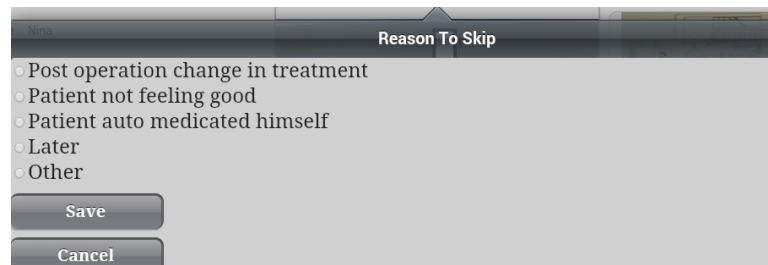 Nina
Reason To Skip
Post operation change in treatment
Patient not feeling good
Patient auto medicated himself
Later
Other
Save
Cancel